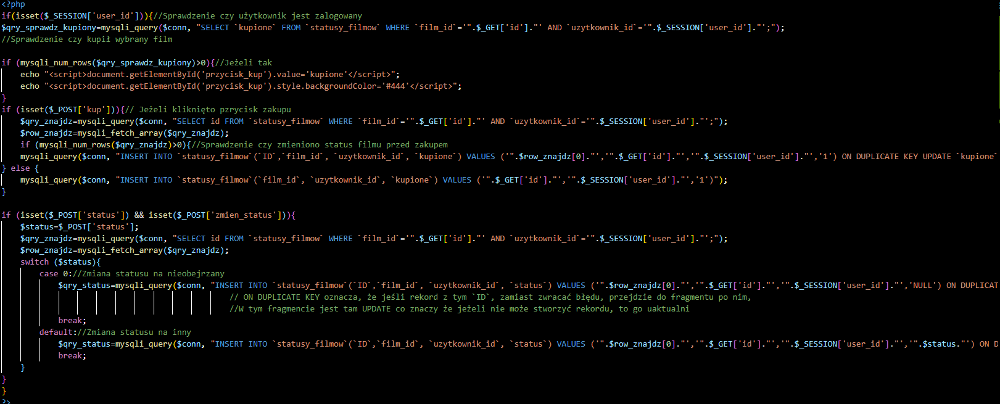 <?php
if(isset($_SESSION['user_id'])){//Sprawdzenie czy użytkownik jest zalogowany
$qry_sprawdz_kupiony=mysqli_query($conn, "SELECT `kupione` FROM `statusy_filmow` WHERE `film_id`='".$_GET['id']."' AND `uzytkownik_id`='".$_SESSION['user_id']."';");
//Sprawdzenie czy kupił wybrany film
if (mysqli_num_rows($qry_sprawdz_kupiony)>0){//Jeżeli tak
echo "<script>document.getElementById('przycisk_kup').value='kupione'</script>";
echo "<script>document.getElementById('przycisk_kup').style.backgroundColor='#444'</script>";
}
if (isset($_POST['kup'])){// Jeżeli kliknięto pzrycisk zakupu
$qry_znajdz=mysqli_query($conn, "SELECT id FROM `statusy_filmow` WHERE `film_id`='".$_GET['id']."' AND `uzytkownik_id`='".$_SESSION['user_id']."';");
$row_znajdz=mysqli_fetch_array($qry_znajdz);
if (mysqli_num_rows($qry_znajdz)>0){//Sprawdzenie czy zmieniono status filmu przed zakupem
mysqli_query($conn, "INSERT INTO `statusy_filmow`(`ID`,`film_id`, `uzytkownik_id`, `kupione`) VALUES ('".$row_znajdz[0]."','".$_GET['id']."','".$_SESSION['user_id']."','1') ON DUPLICATE KEY UPDATE `kupione`
} else {
mysqli_query($conn, "INSERT INTO `statusy_filmow`(`film_id`, `uzytkownik_id`, `kupione`) VALUES ('".$_GET['id']."','".$_SESSION['user_id']."','1')");
}
if (isset($_POST['status']) && isset($_POST['zmien_status'])){
$status=$_POST['status'];
$qry_znajdz=mysqli_query($conn, "SELECT id FROM `statusy_filmow` WHERE `film_id`='".$_GET['id']."' AND `uzytkownik_id`='".$_SESSION['user_id']."';");
$row_znajdz=mysqli_fetch_array($qry_znajdz);
switch ($status){
case 0://Zmiana statusu na nieobejrzany
$qry_status=mysqli_query($conn, "INSERT INTO `statusy_filmow`(`ID`,`film_id`, `uzytkownik_id`, `status`) VALUES ('".$row_znajdz[0]."','".$_GET['id']."','".$_SESSION['user_id']."','NULL') ON DUPLICAT
// ON DUPLICATE KEY oznacza, że jeśli rekord z tym `ID`, zamiast zwracać błędu, przejdzie do fragmentu po nim,
//W tym fragmencie jest tam UPDATE co znaczy że jeżeli nie może stworzyć rekordu, to go uaktualni
break;
default://Zmiana statusu na inny
$qry_status=mysqli_query($conn, "INSERT INTO `statusy_filmow`(`ID`,`film_id`, `uzytkownik_id`, `status`) VALUES ('".$row_znajdz[0]."','".$_GET['id']."','".$_SESSION['user_id']."','".$status."') ON D
break;
}
}
}
?>